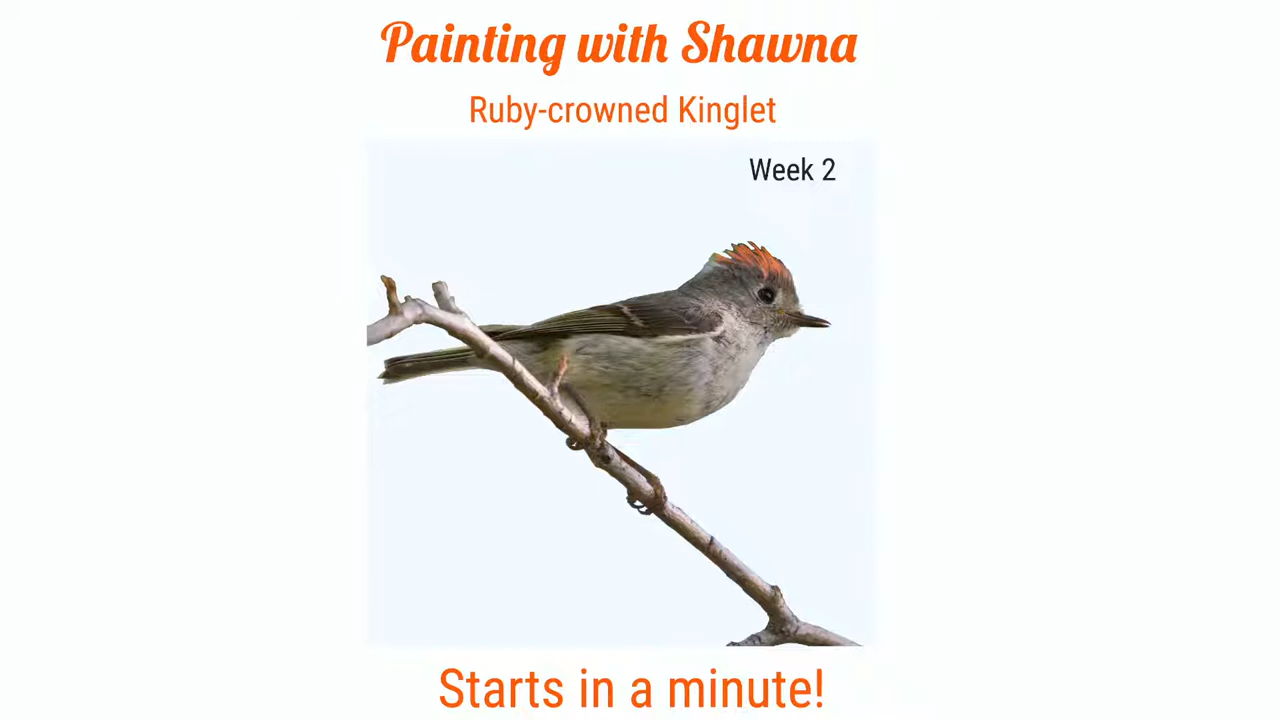 Painting with Shawna
Ruby-crowned Kinglet
Week 2
Starts in a minute!